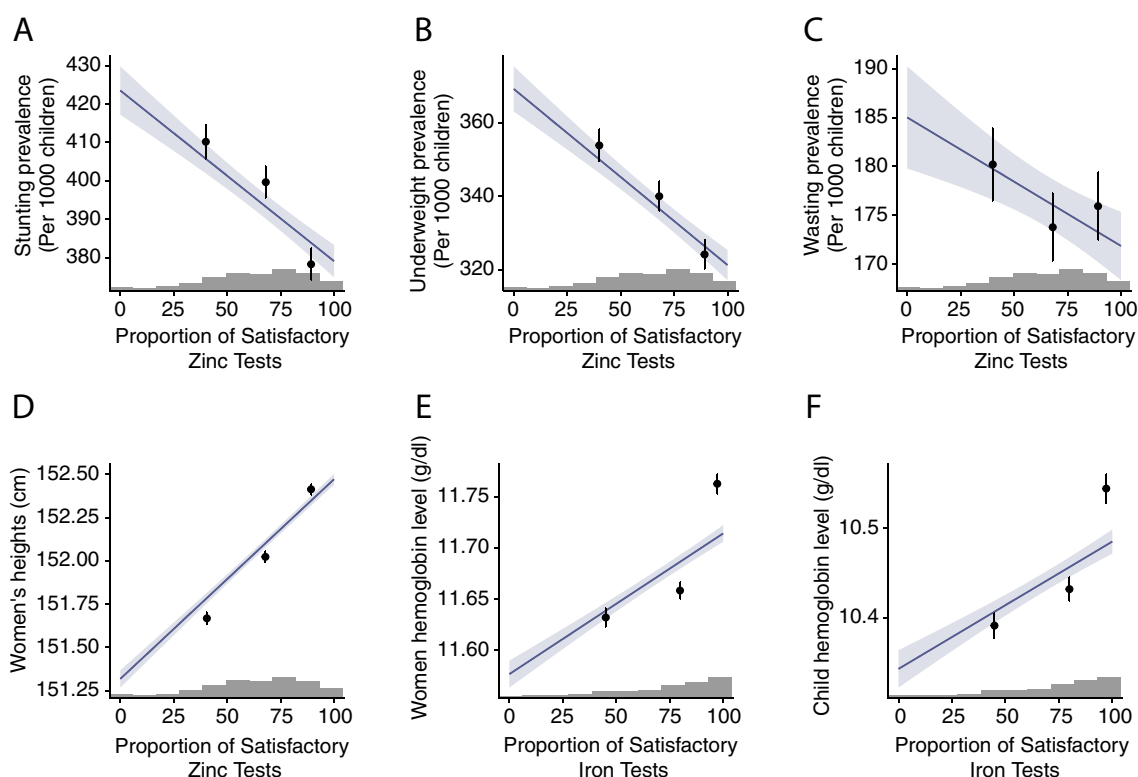 A
Stunting prevalence
(Per 1000 children)
430
420
410
400
390
380
0 25 50 75 100
Proportion of Satisfactory
Zinc Tests
B
Underweight prevalence
(Per 1000 children)
360
340
320
0 25 50 75 100
Proportion of Satisfactory
Zinc Tests
C
Wasting prevalence
(Per 1000 children)
190
185
180
175
170
0 25 50 75 100
Proportion of Satisfactory
Zinc Tests
D
Women's heights (cm)
152.50
152.25
152.00
151.75
151.50
151.25
0 25 50 75 100
Proportion of Satisfactory
Zinc Tests
E
Women hemoglobin level (g/dl)
11.75
11.70
11.65
11.60
0 25 50 75 100
Proportion of Satisfactory
Iron Tests
F
Child hemoglobin level (g/dl)
10.5
10.4
0 25 50 75 100
Proportion of Satisfactory
Iron Tests